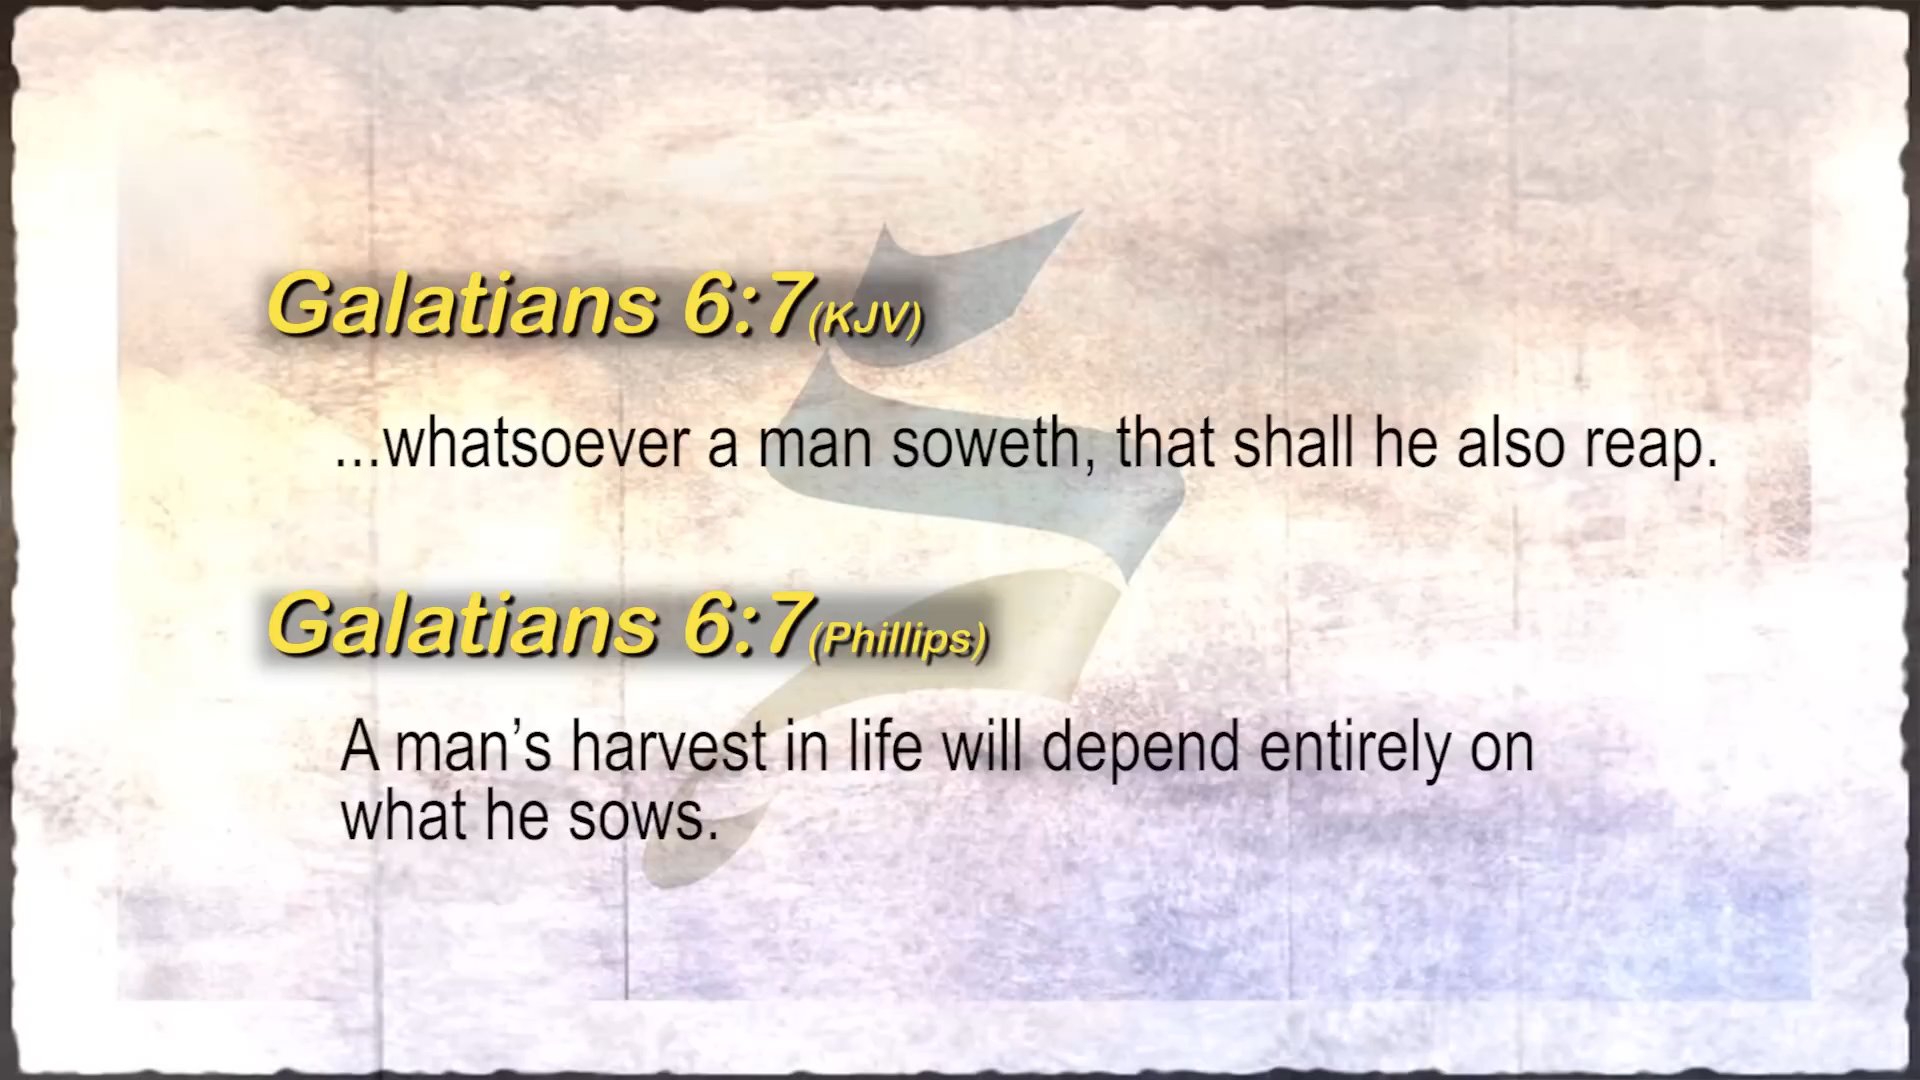 Galatians 6:7(KJV)
...whatsoever a man soweth, that shall he also reap.
Galatians 6:7(Phillips)
A man’s harvest in life will depend entirely on
what he sows.